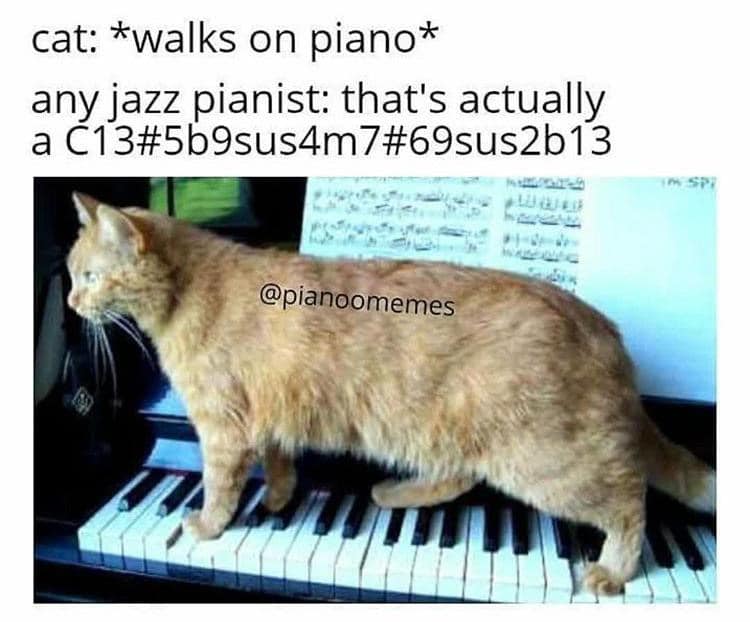 cat: *walks on piano*
any jazz pianist: that's actually
a C13#5b9sus4m7#69sus2b13
@pianoomemes